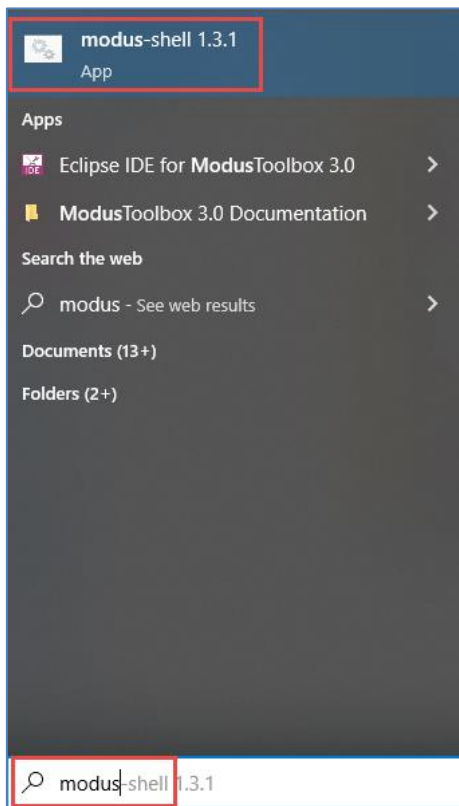 modus-shell 1.3.1
App
Apps
IDE
Eclipse IDE for ModusToolbox 3.0
ModusToolbox 3.0 Documentation
Search the web
modus - See web results
Documents (13+)
Folders (2+)
modus-shell 1.3.1